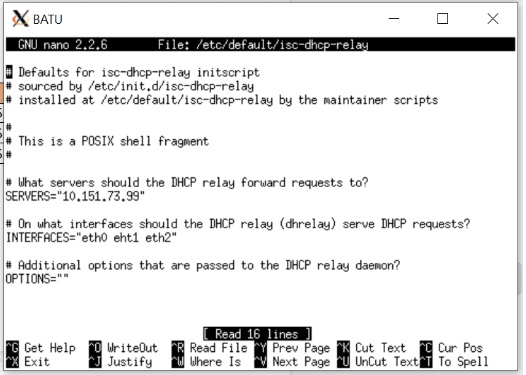 BATU
GNU nano 2.2.6 File: /etc/default/isc-dhcp-relay
# Defaults for isc-dhcp-relay initscript
# sourced by /etc/init.d/isc-dhcp-relay
# installed at /etc/default/isc-dhcp-relay by the maintainer scripts
#
# This is a POSIX shell fragment
#
# What servers should the DHCP relay forward requests to?
SERVERS="10.151.73.99"
# On what interfaces should the DHCP relay (dhrelay) serve DHCP requests?
INTERFACES="eth0 eht1 eth2"
# Additional options that are passed to the DHCP relay daemon?
OPTIONS=""
[ Read 16 lines ]
^G Get Help ^O WriteOut ^R Read File ^Y Prev Page ^K Cut Text ^C Cur Pos
^X Exit ^J Justify ^W Where Is ^V Next Page ^U UnCut Text ^T To Spell